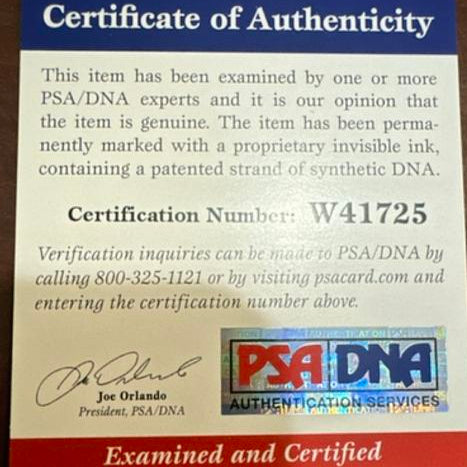 Certificate of Authenticity
This item has been examined by one or more
PSA/DNA experts and it is our opinion that
the item is genuine. The item has been perma-
nently marked with a proprietary invisible ink,
containing a patented strand of synthetic DNA.
Certification Number: W41725
Verification inquiries can be made to PSA/DNA by
calling 800-325-1121 or by visiting psacard.com and
entering the certification number above.
Joe Orlando
President, PSA/DNA
PSA DNA
AUTHENTICATION SERVICES
Examined and Certified